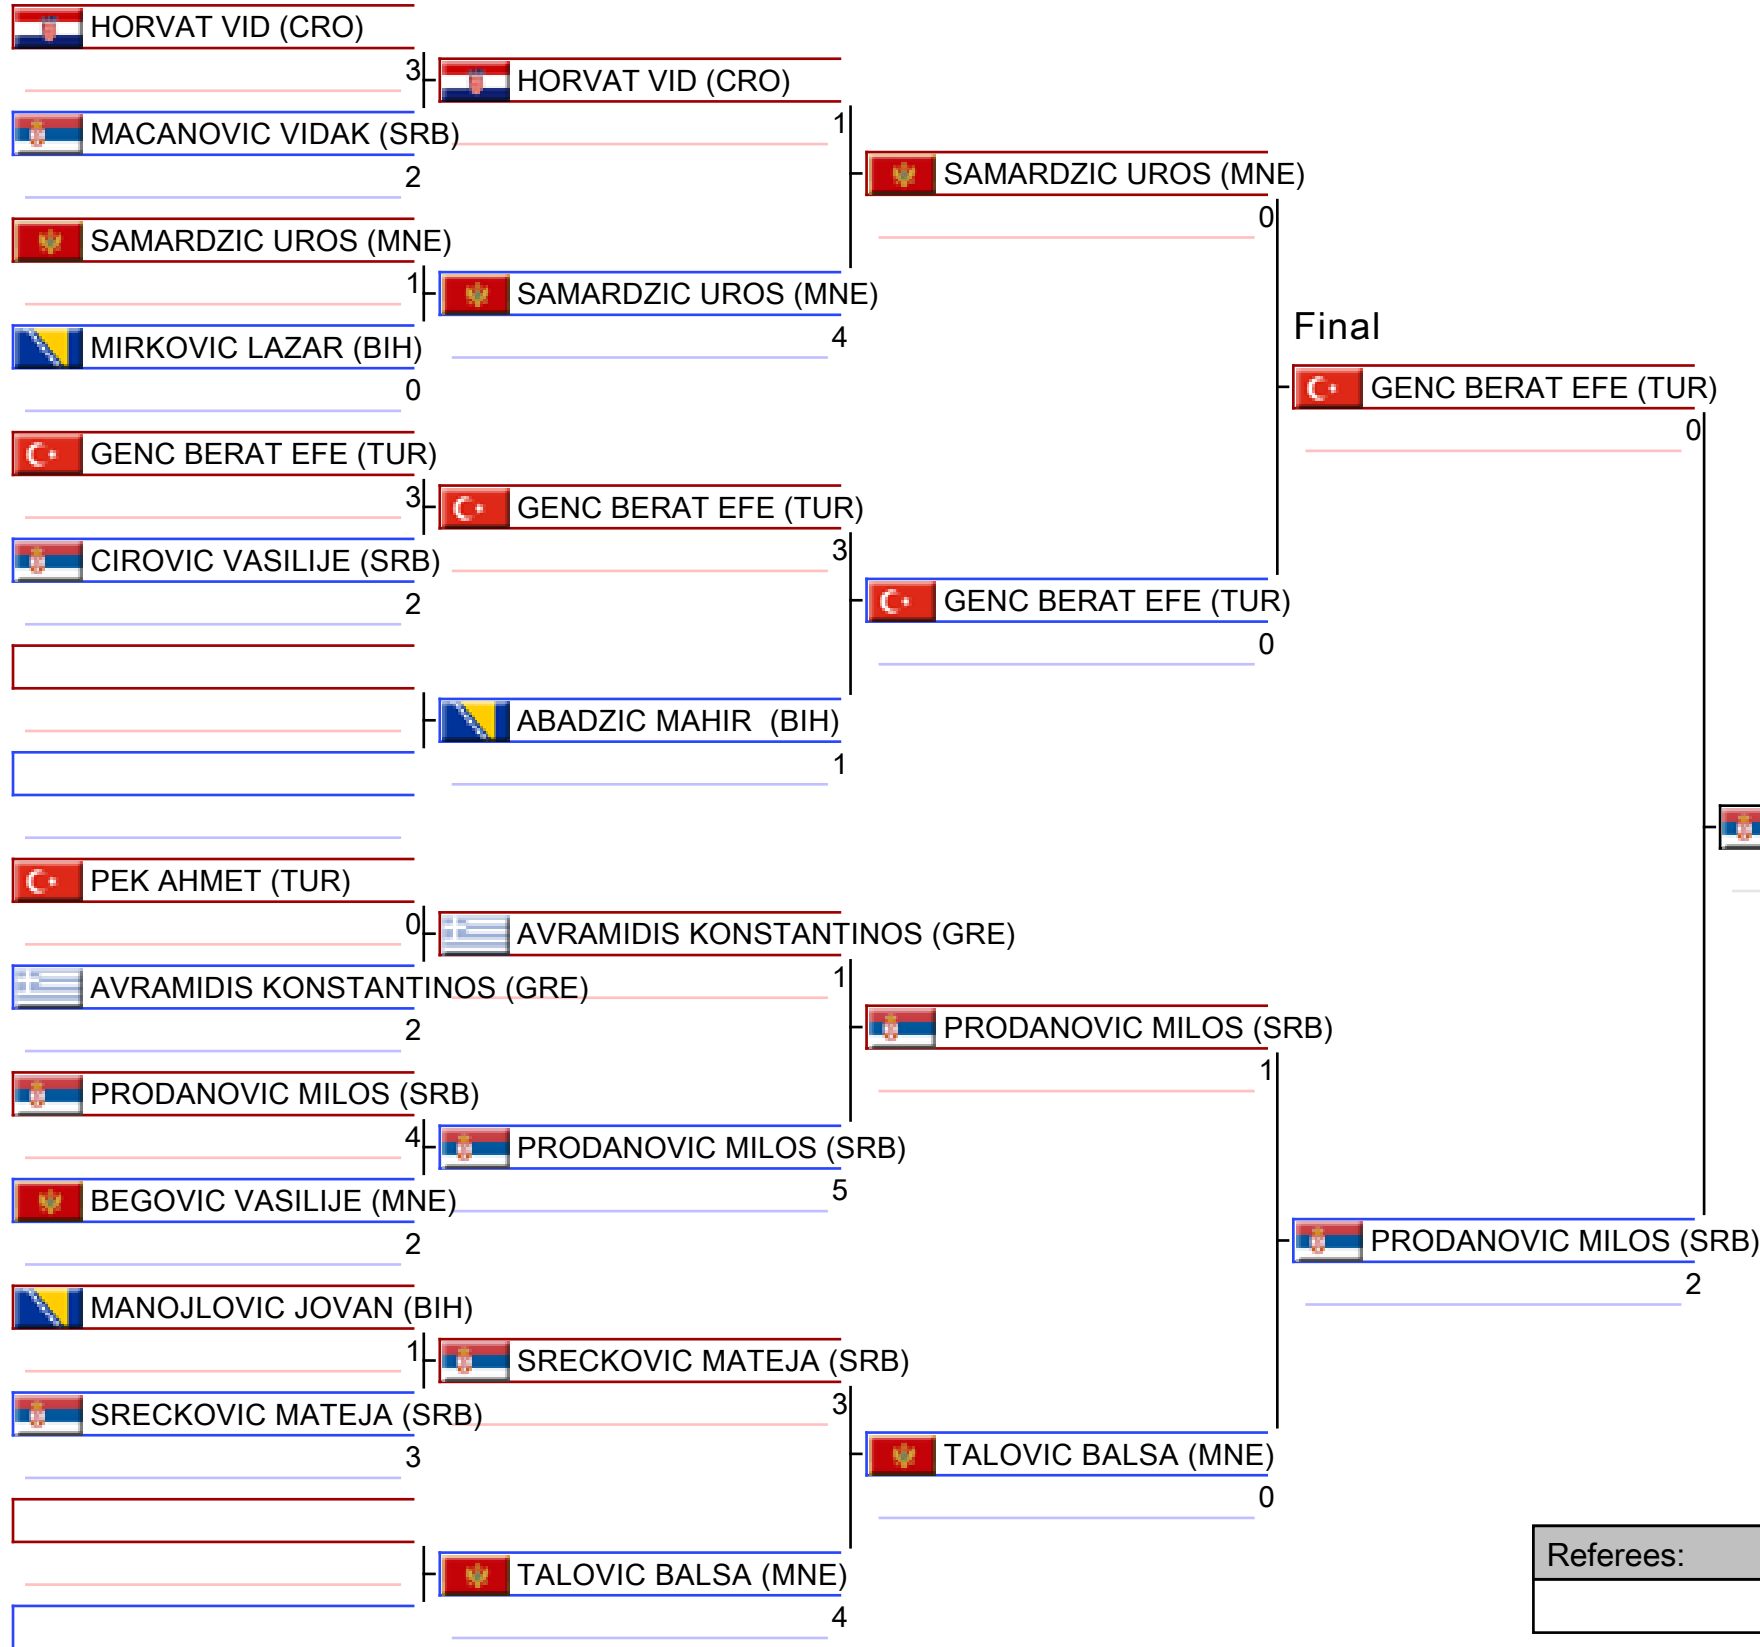 HORVAT VID (CRO)
3
HORVAT VID (CRO)
MACANOVIC VIDAK (SRB)
1
2
SAMARDZIC UROS (MNE)
0
SAMARDZIC UROS (MNE)
1
SAMARDZIC UROS (MNE)
4
MIRKOVIC LAZAR (BIH)
0
Final
GENC BERAT EFE (TUR)
0
GENC BERAT EFE (TUR)
3
GENC BERAT EFE (TUR)
3
CIROVIC VASILIJE (SRB)
2
GENC BERAT EFE (TUR)
0
ABADZIC MAHIR (BIH)
1
PEK AHMET (TUR)
0
AVRAMIDIS KONSTANTINOS (GRE)
1
AVRAMIDIS KONSTANTINOS (GRE)
2
PRODANOVIC MILOS (SRB)
1
PRODANOVIC MILOS (SRB)
4
PRODANOVIC MILOS (SRB)
5
BEGOVIC VASILIJE (MNE)
2
PRODANOVIC MILOS (SRB)
2
MANOJLOVIC JOVAN (BIH)
1
SRECKOVIC MATEJA (SRB)
3
SRECKOVIC MATEJA (SRB)
3
TALOVIC BALSA (MNE)
0
TALOVIC BALSA (MNE)
4
Referees: